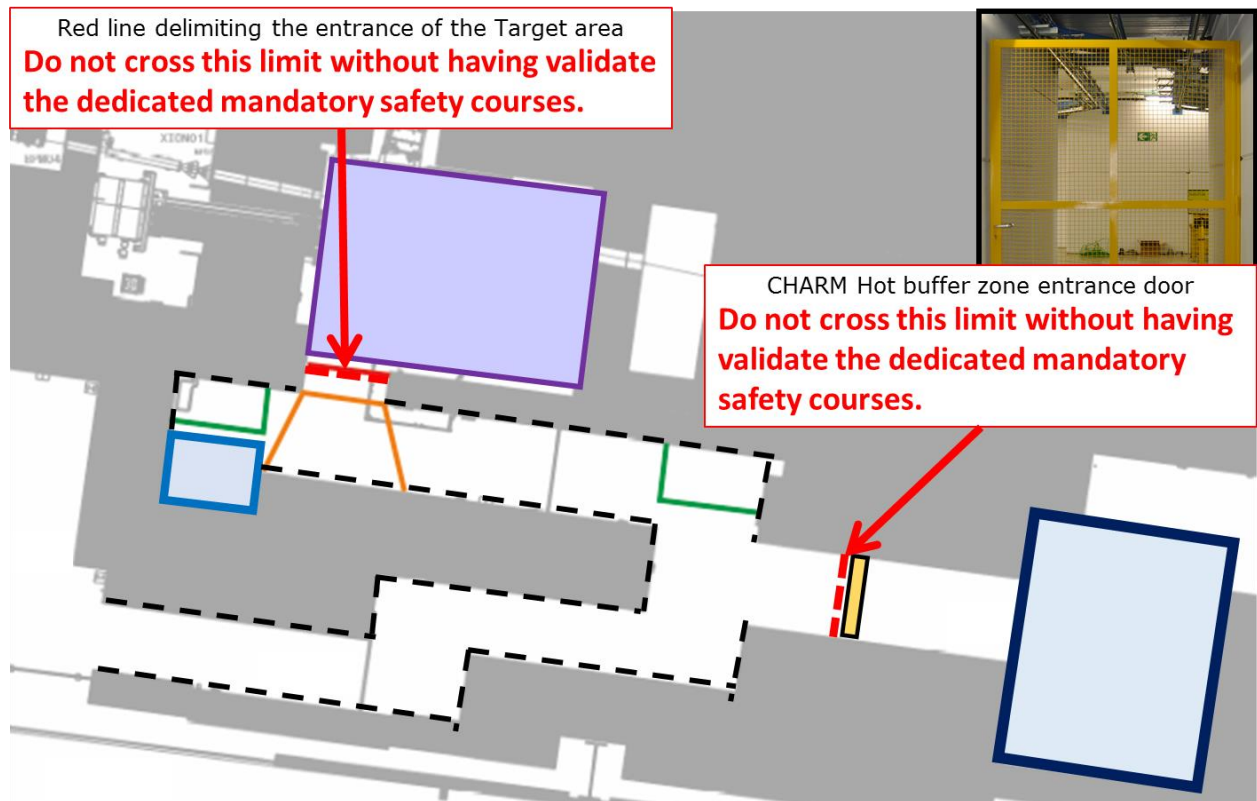 Red line delimiting the entrance of the Target area
Do not cross this limit without having validate
the dedicated mandatory safety courses.
XION01
CHARM Hot buffer zone entrance door
Do not cross this limit without having
validate the dedicated mandatory
safety courses.